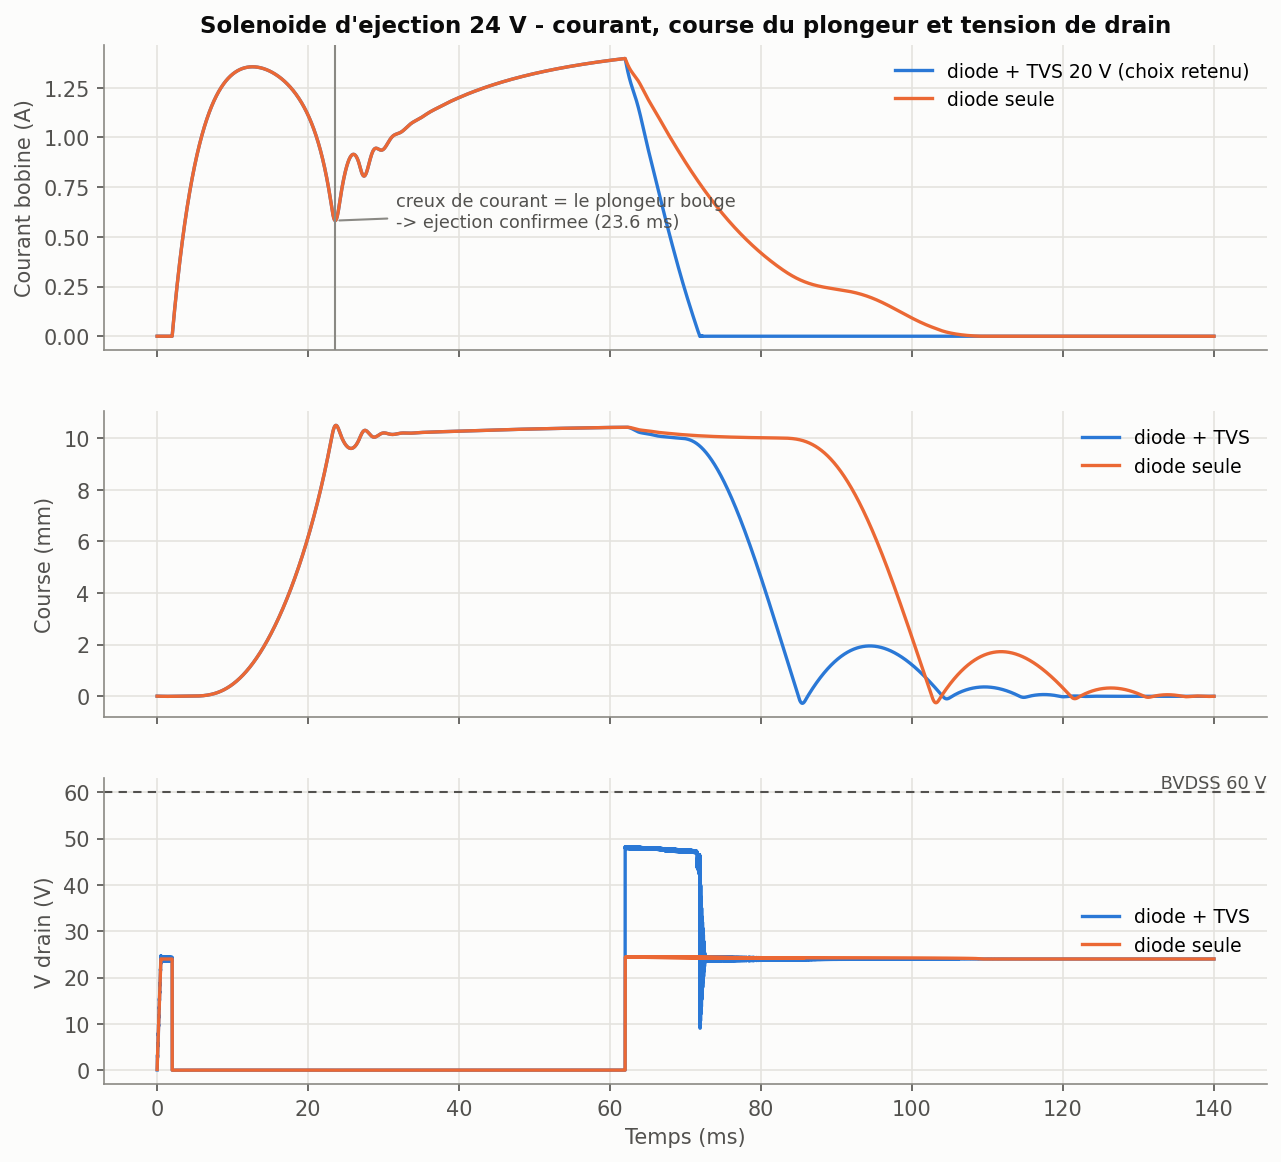 Solenoide d'ejection 24 V - courant, course du plongeur et tension de drain
Courant bobine (A)
1.25
1.00
0.75
0.50
0.25
0.00
diode + TVS 20 V (choix retenu)
diode seule
creux de courant = le plongeur bouge
-> ejection confirmee (23.6 ms)
Course (mm)
10
8
6
4
2
0
diode + TVS
diode seule
V drain (V)
60
50
40
30
20
10
0
BVDSS 60 V
diode + TVS
diode seule
0 20 40 60 80 100 120 140
Temps (ms)